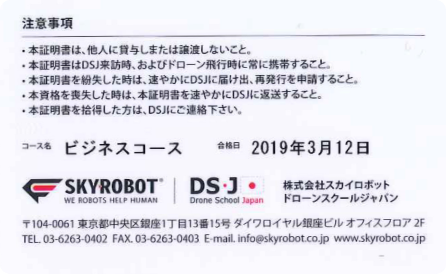 注意事項
・本証明書は、他人に貸与しまたは譲渡しないこと。
・本証明書はDSJ来訪時、およびドローン飛行時に常に携帯すること。
・本証明書を紛失した時は、速やかにDSJに届け出、再発行を申請すること。
・本資格を喪失した時は、本証明書を速やかにDSJに返送すること。
・本証明書を拾得した方は、DSJにご連絡下さい。
コース名 ビジネスコース 合格日 2019年3月12日
SKYROBOT
WE ROBOTS HELP HUMAN
DS・J
Drone School Japan
株式会社スカイロボット
ドローンスクールジャパン
〒104-0061 東京都中央区銀座1丁目13番15号 ダイワロイヤル銀座ビル オフィスフロア 2F
TEL. 03-6263-0402 FAX. 03-6263-0403 E-mail. info@skyrobot.co.jp www.skyrobot.co.jp